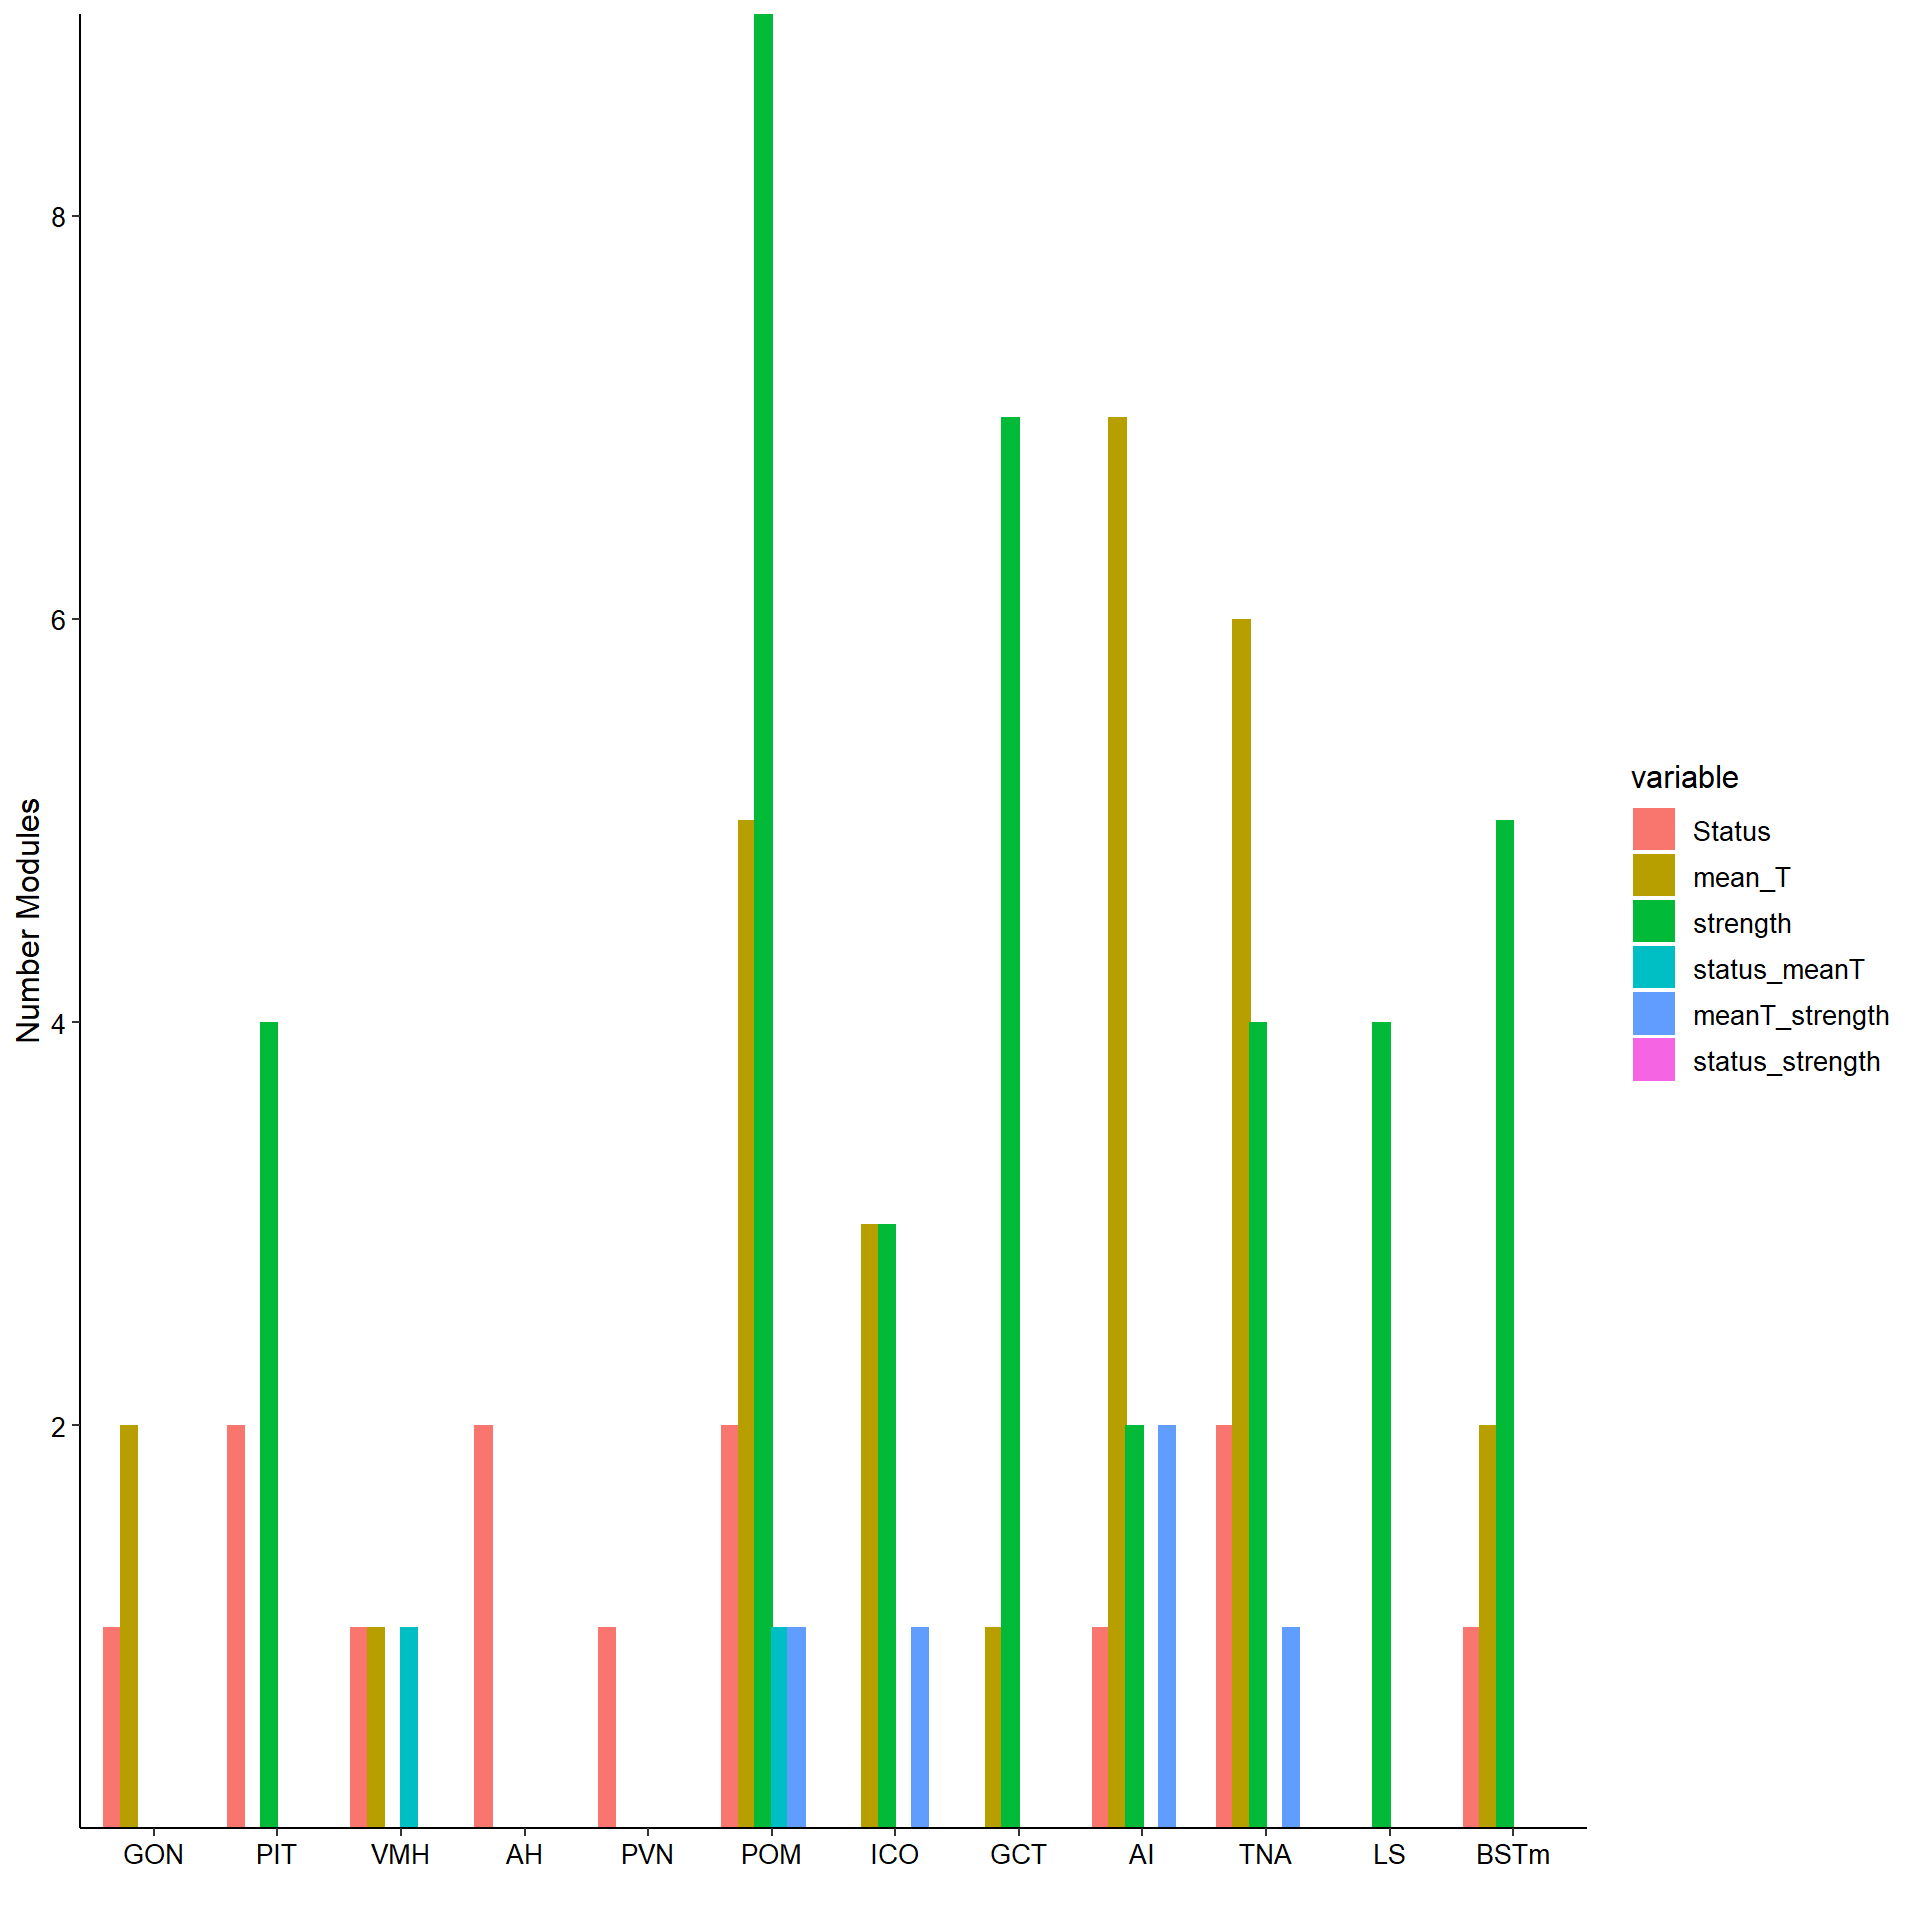 Number Modules
8
6
4
2
GON PIT VMH AH PVN POM ICO GCT AI TNA LS BSTm
variable
Status
mean_T
strength
status_meanT
meanT_strength
status_strength